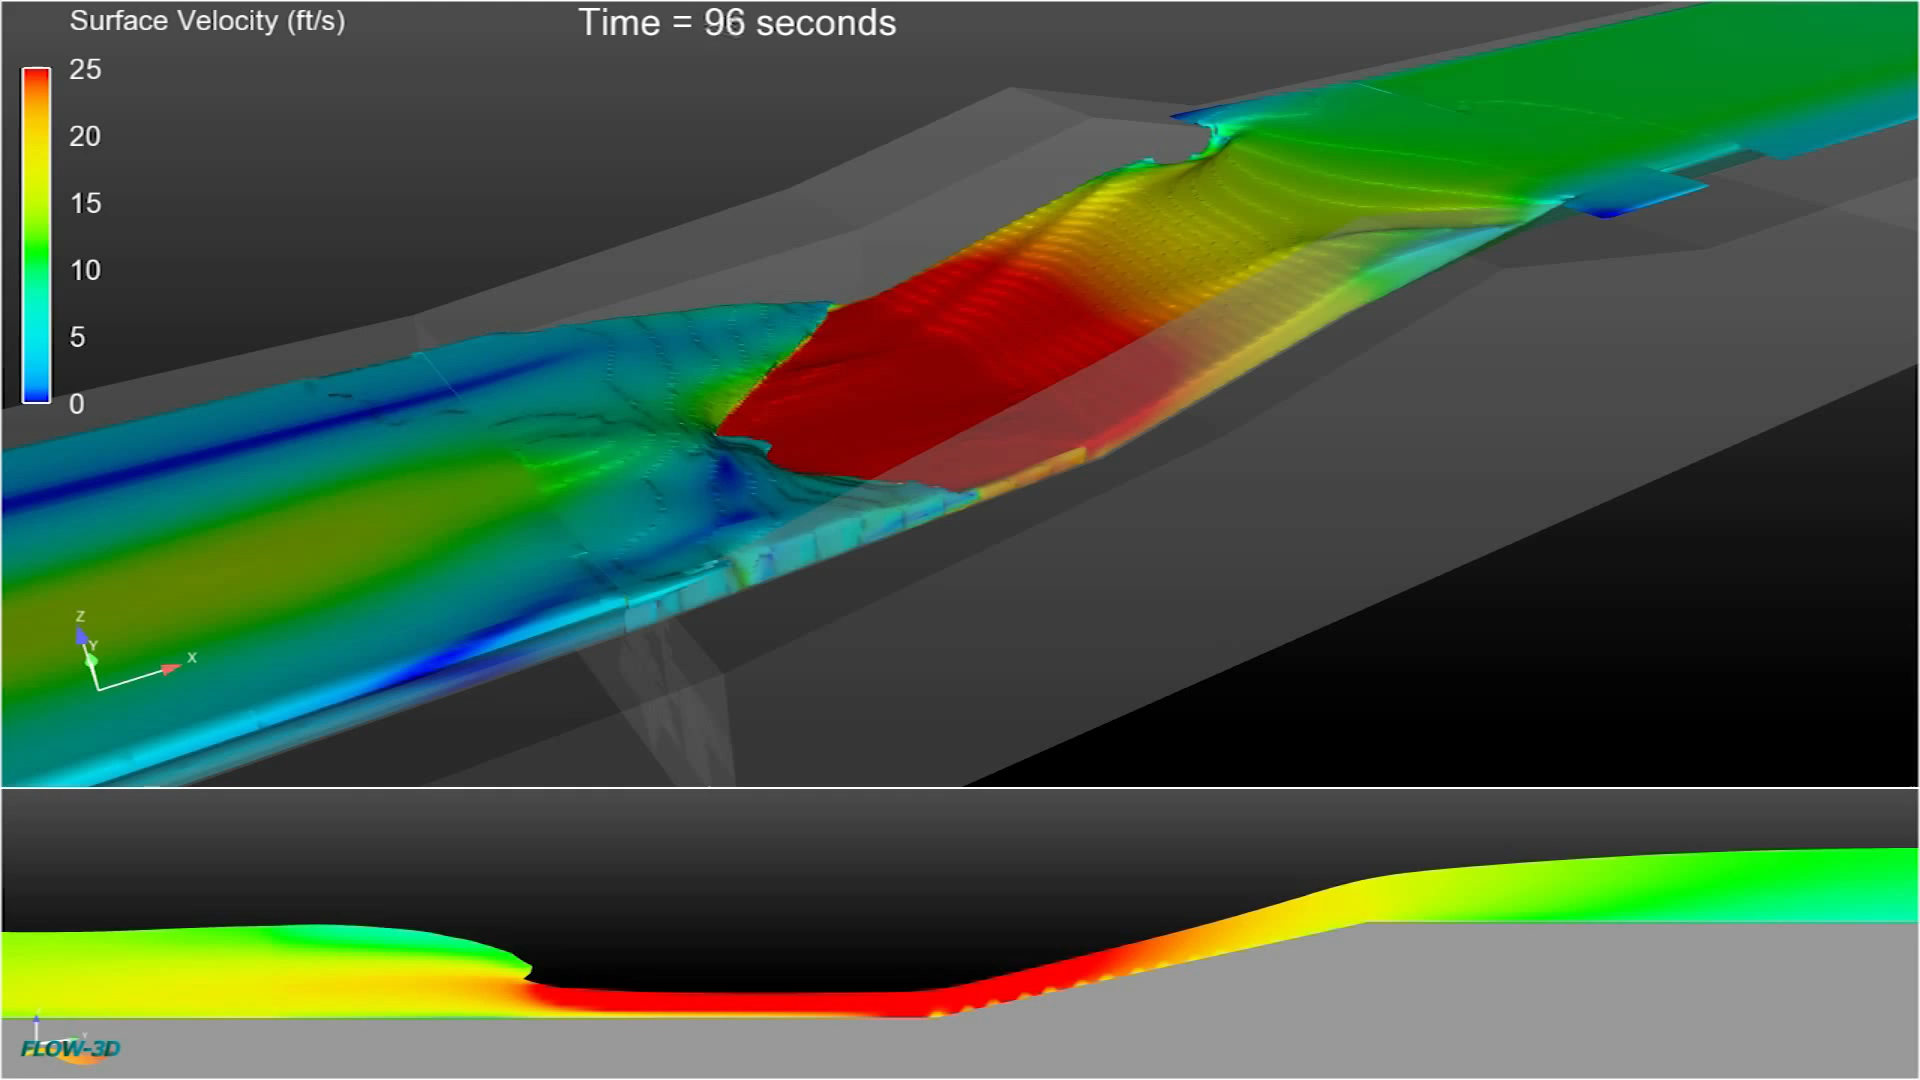 Surface Velocity (ft/s)
Time = 96 seconds
25
20
15
10
5
0
Z
Y
X
FLOW-3D